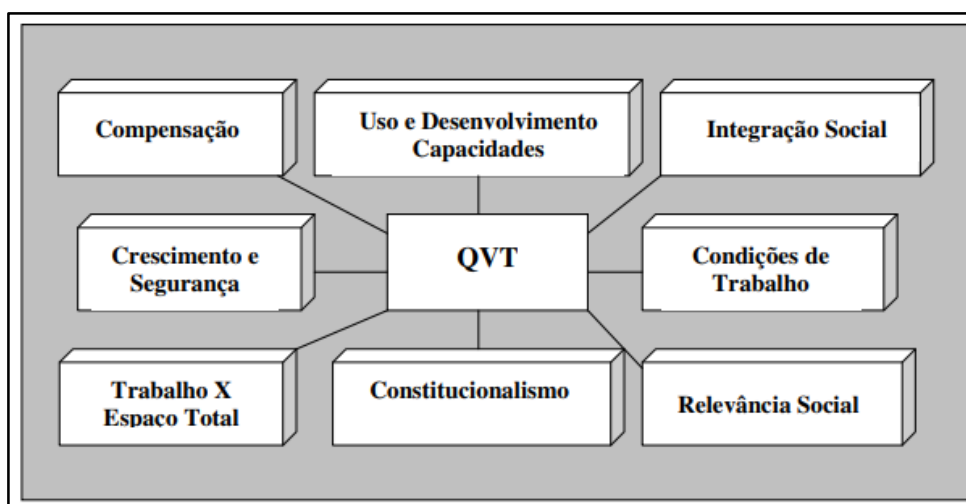 Compensação
Uso e Desenvolvimento
Capacidades
Integração Social
Crescimento e
Segurança
QVT
Condições de
Trabalho
Trabalho X
Espaço Total
Constitucionalismo
Relevância Social